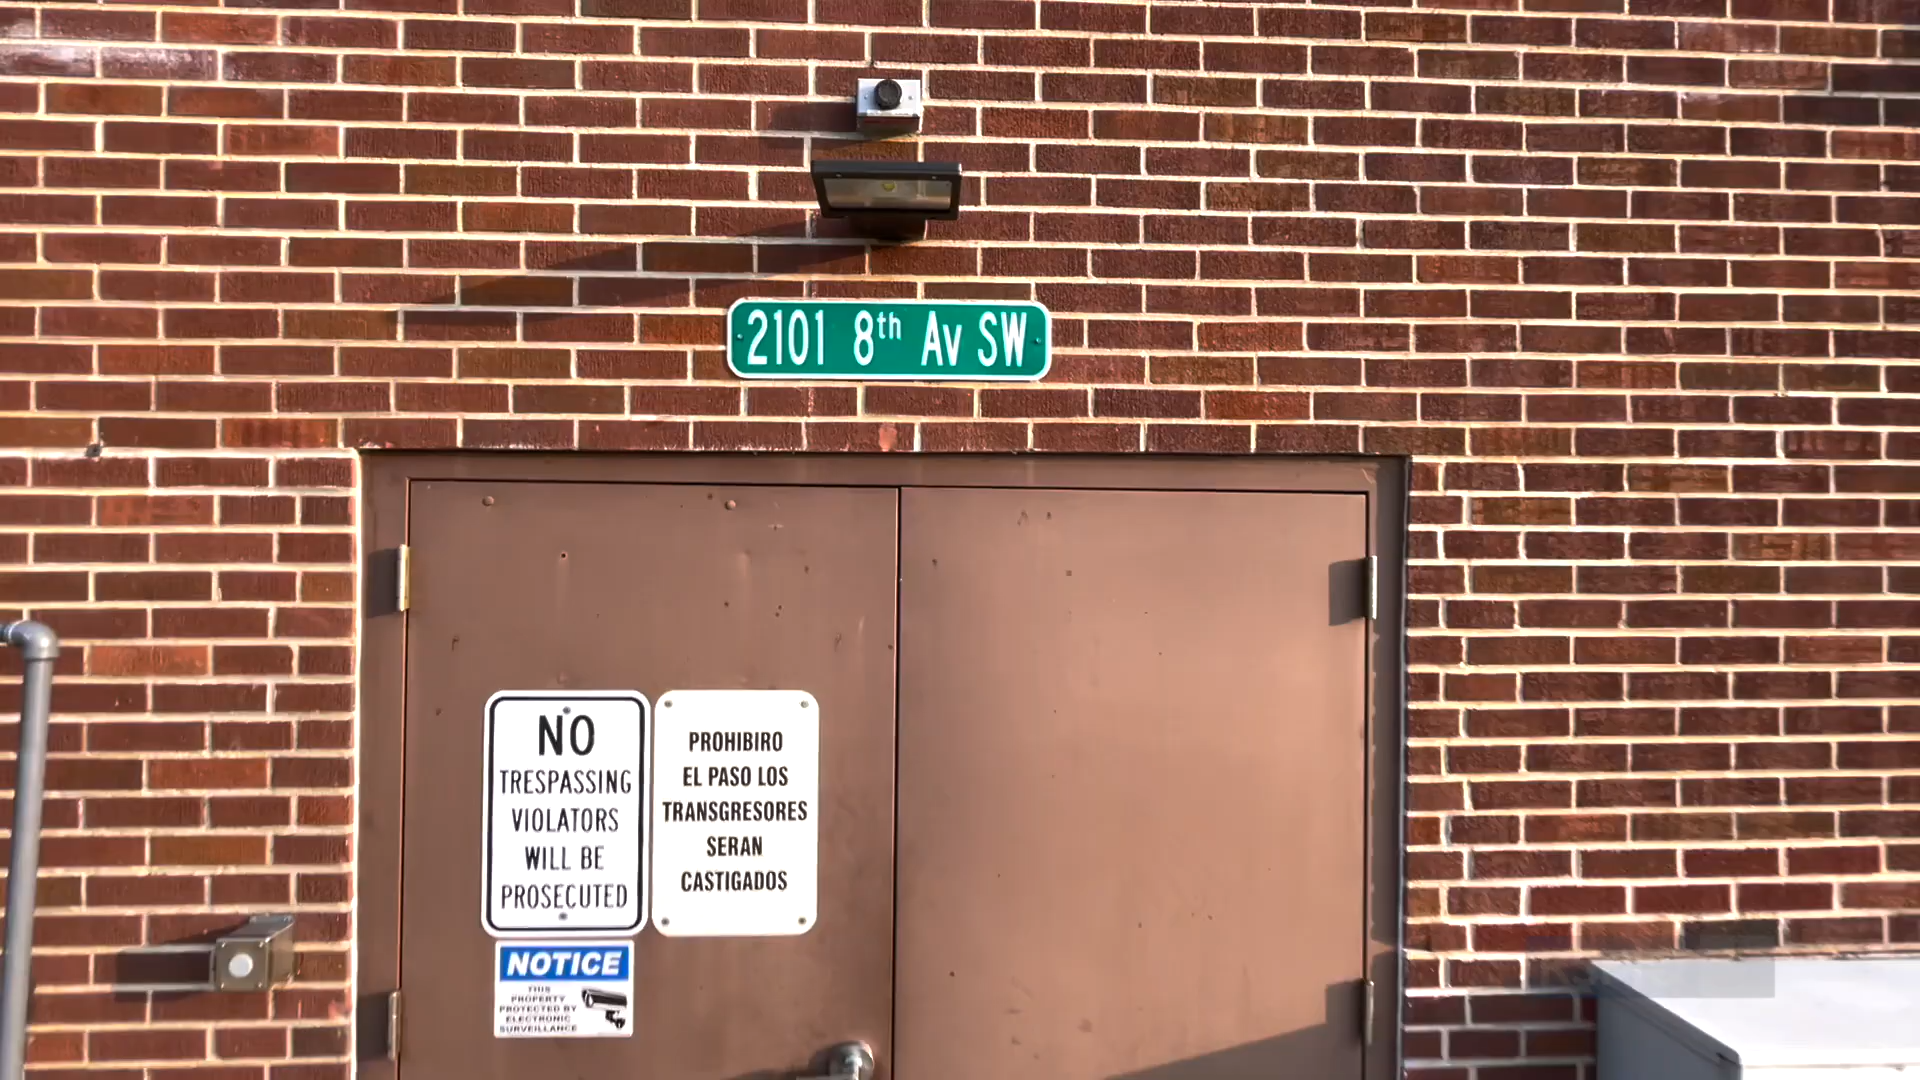 2101 8th Av SW
NO
TRESPASSING
VIOLATORS
WILL BE
PROSECUTED
PROHIBIRO
EL PASO LOS
TRANSGRESORES
SERAN
CASTIGADOS
NOTICE
THIS
PROPERTY
PROTECTED BY
ELECTRONIC
SURVEILLANCE